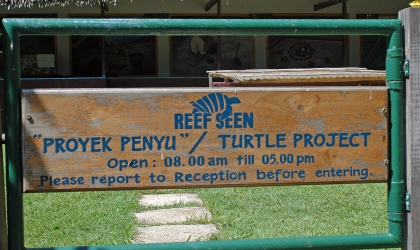 REEF SEEN
"PROYEK PENYU" / TURTLE PROJECT
Open : 08.00 am till 05.00 pm
Please report to Reception before entering.